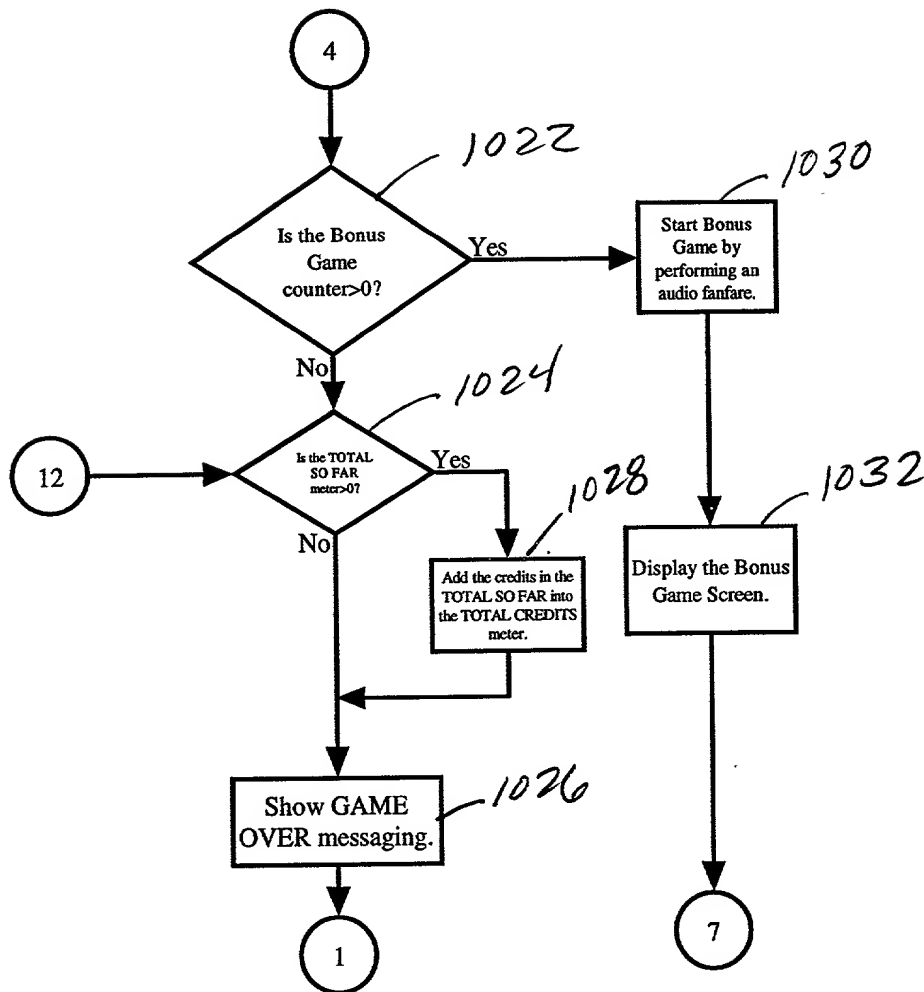 4
1022
1030
Is the Bonus
Game
counter>0?
Yes
Start Bonus
Game by
performing an
audio fanfare.
No
1024
12
Is the TOTAL
SO FAR
meter>0?
Yes
1028
1032
No
Add the credits in the
TOTAL SO FAR into
the TOTAL CREDITS
meter.
Display the Bonus
Game Screen.
Show GAME
OVER messaging.
1026
1
7